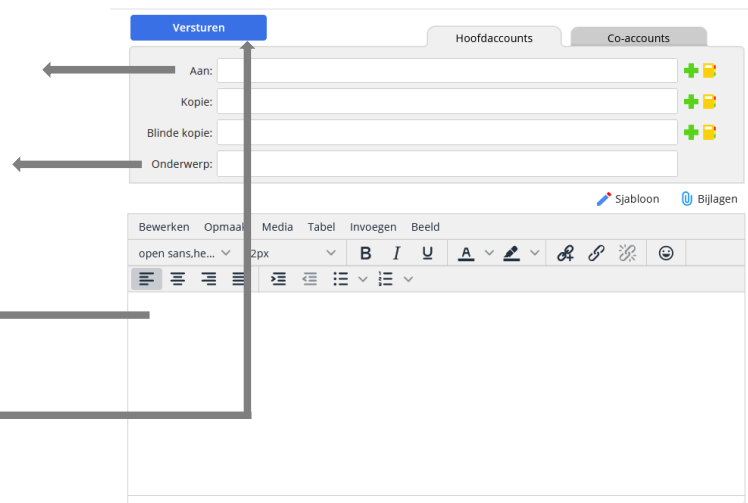 Versturen
Hoofdaccounts
Co-accounts
Aan:
Kopie:
Blinde kopie:
Onderwerp:
Sjabloon
Bijlagen
Bewerken Opmaak Media Tabel Invoegen Beeld
open sans,he... 2px B I U A